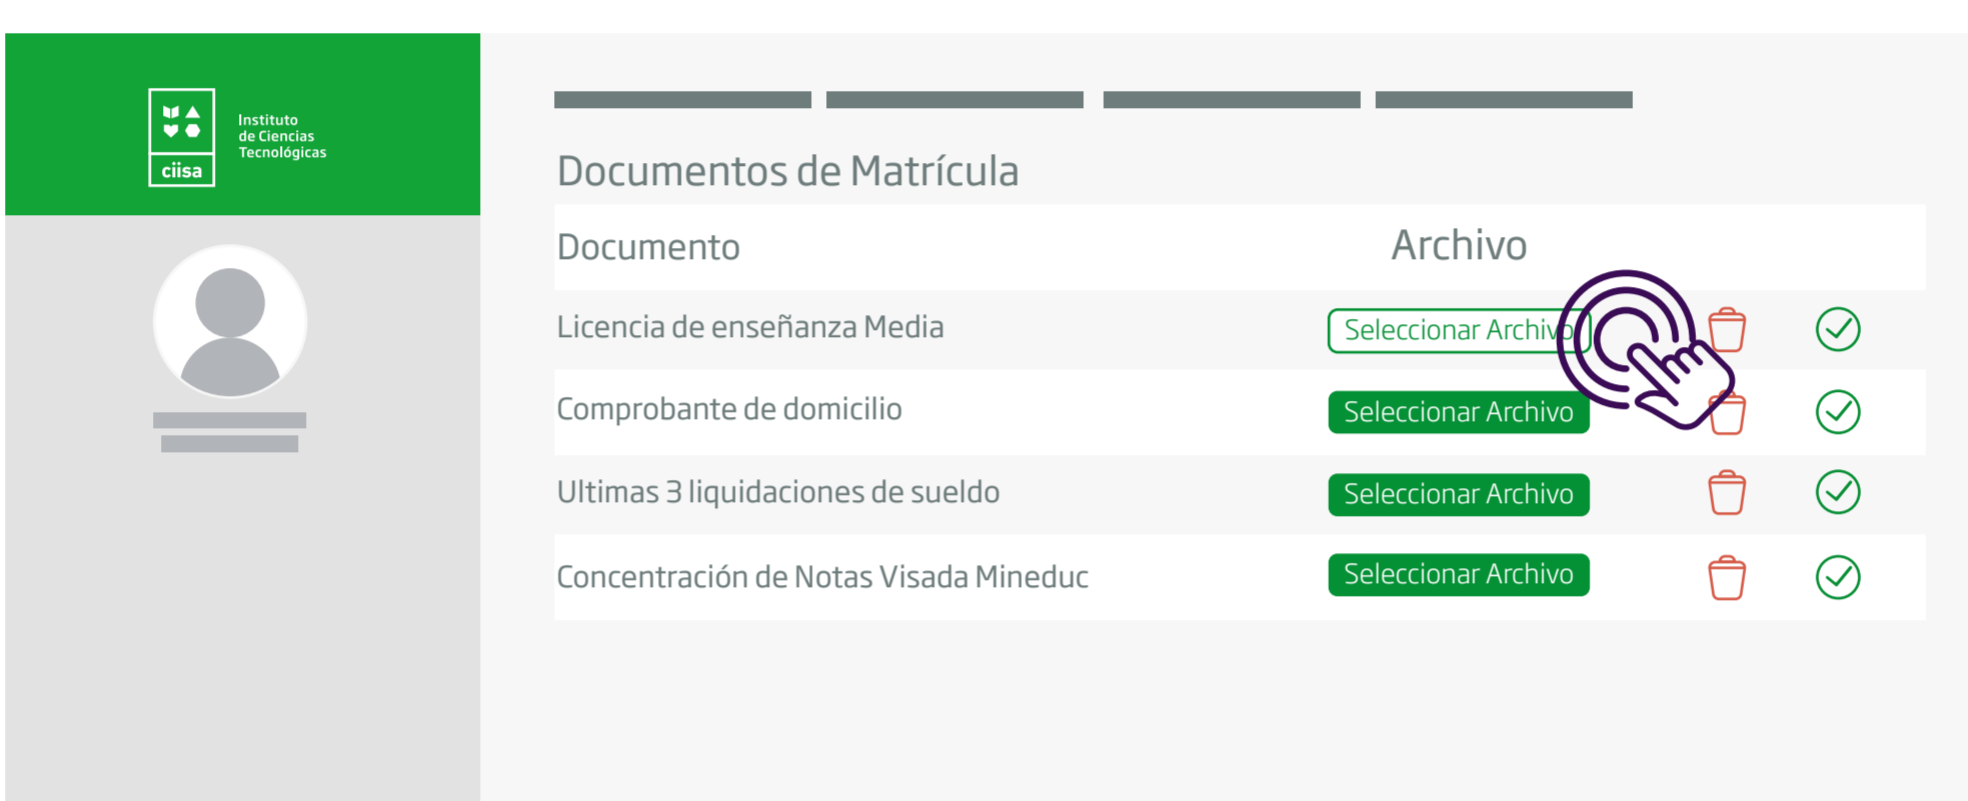 Instituto
de Ciencias
Tecnológicas
ciisa
Documentos de Matrícula
Documento Archivo
Licencia de enseñanza Media Seleccionar Archivo
Comprobante de domicilio Seleccionar Archivo
Ultimas 3 liquidaciones de sueldo Seleccionar Archivo
Concentración de Notas Visada Mineduc Seleccionar Archivo